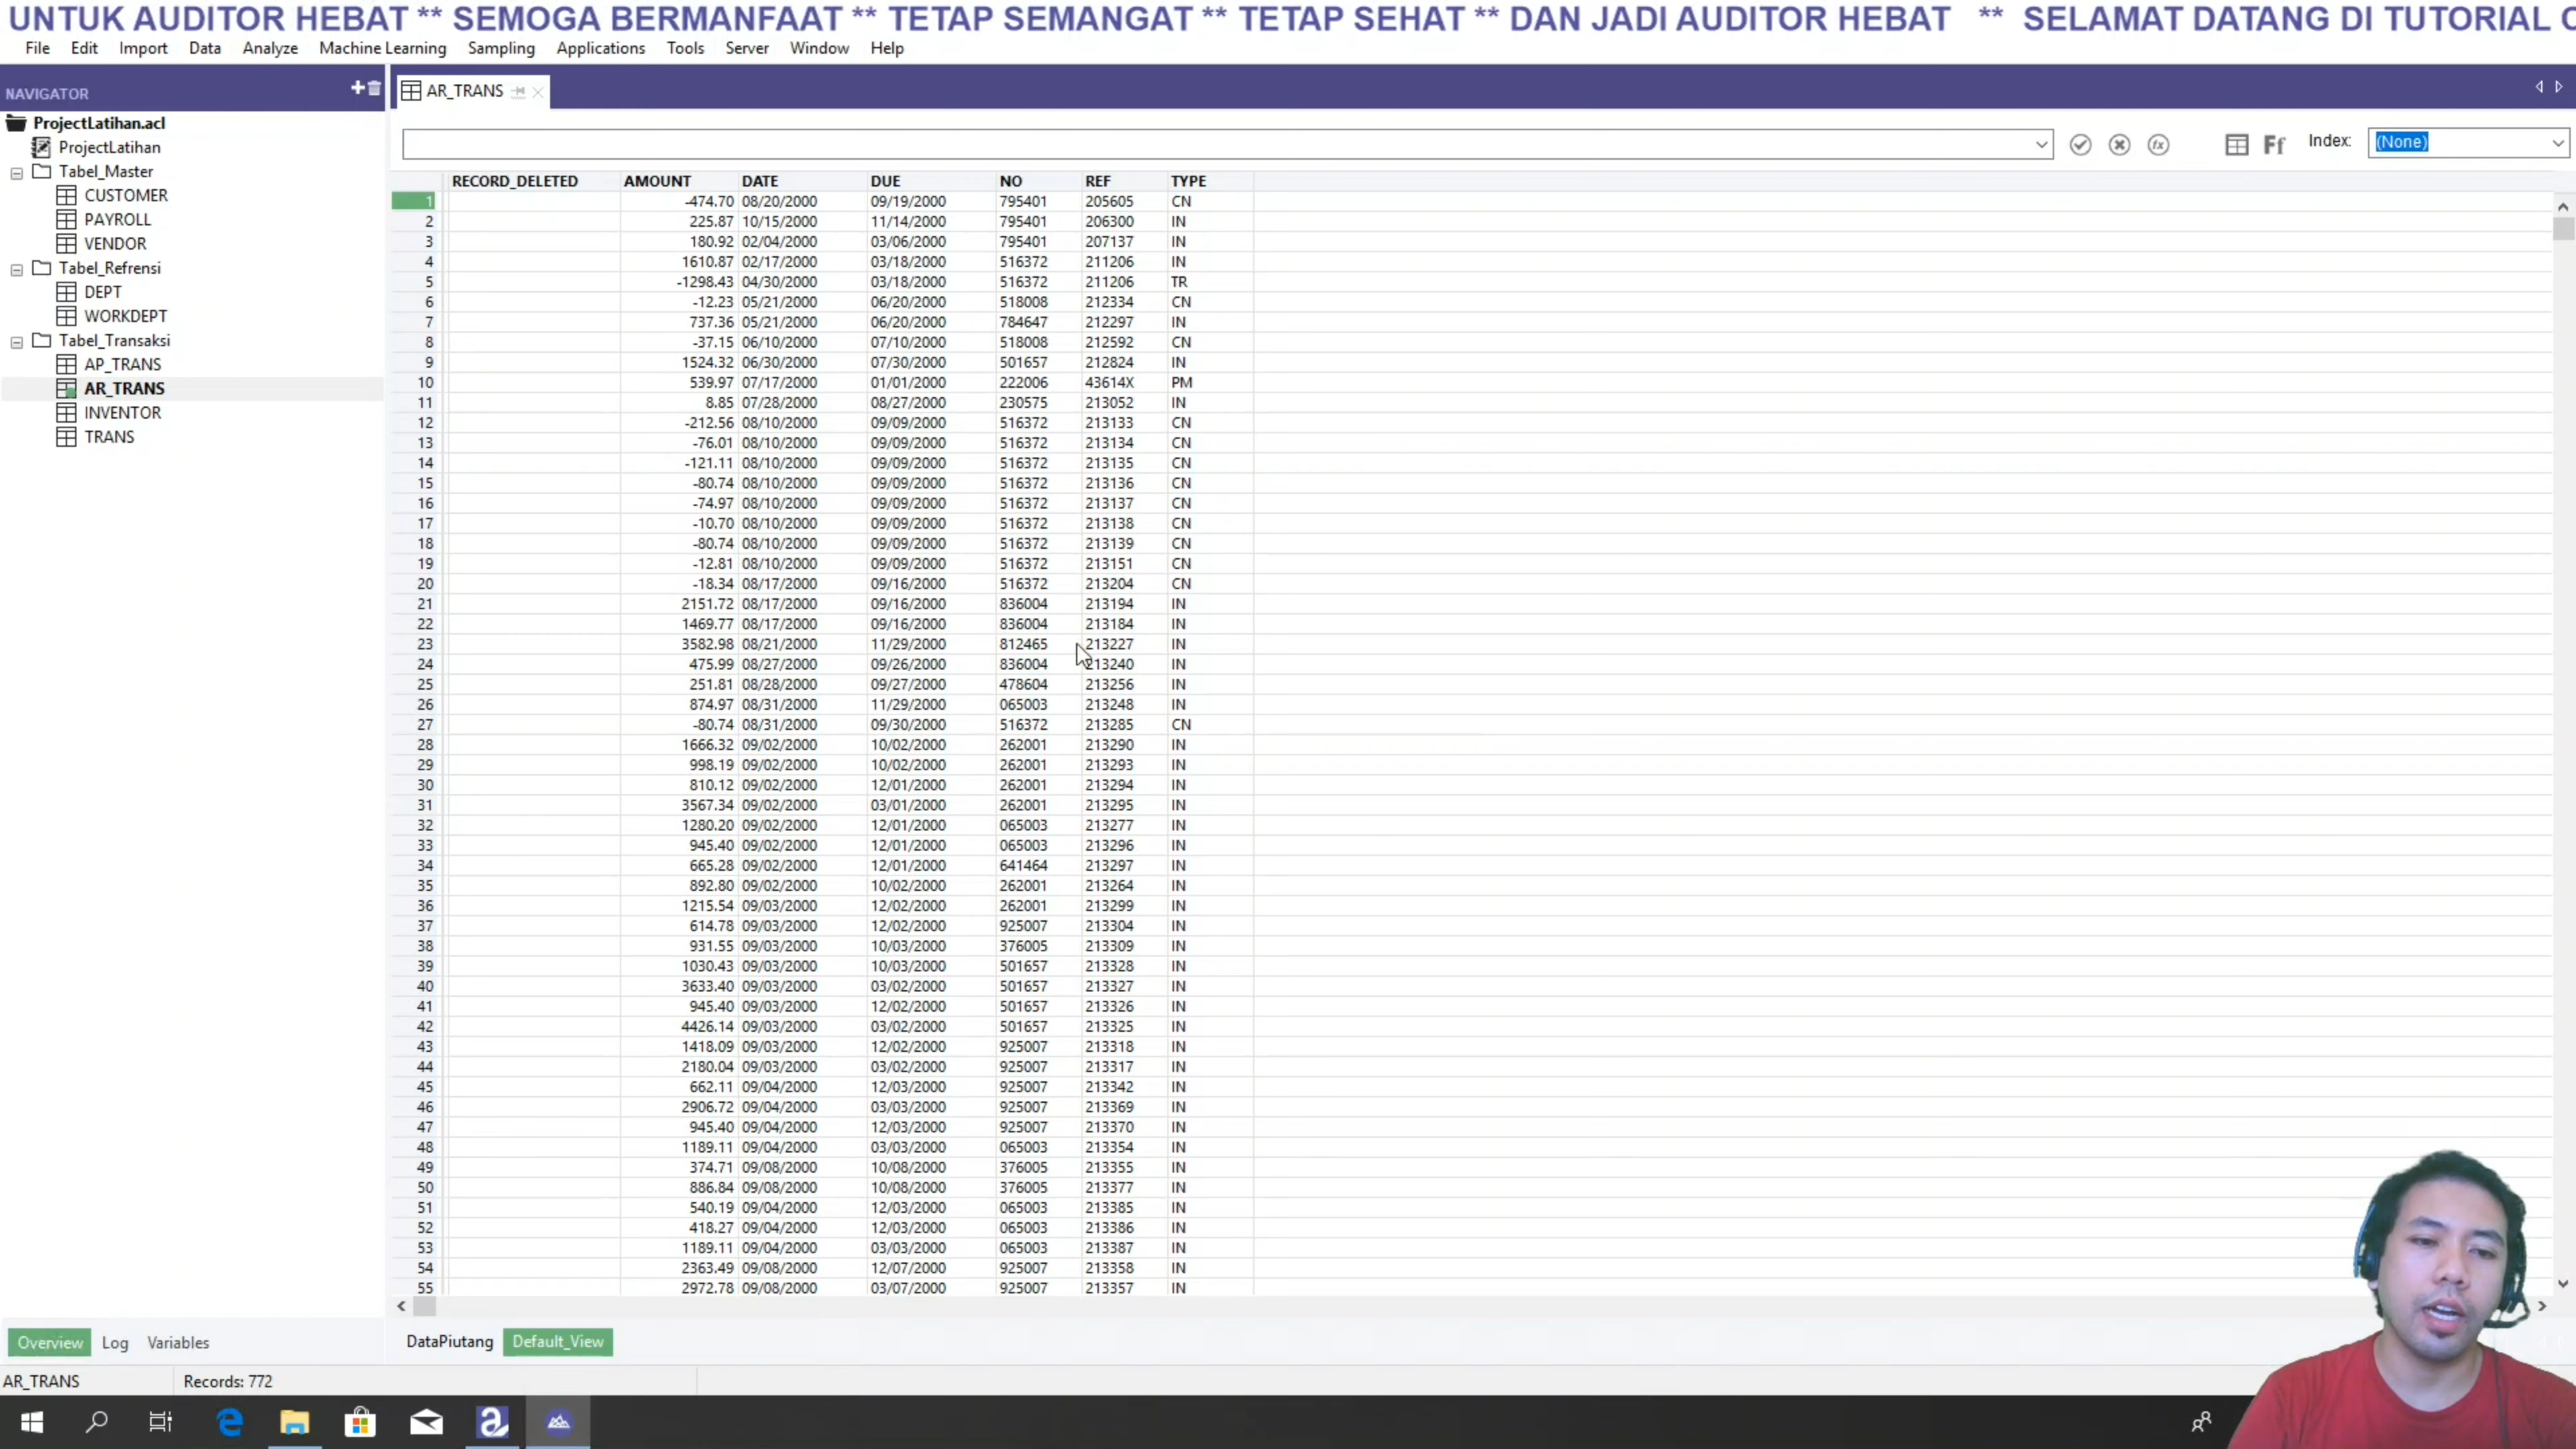 UNTUK AUDITOR HEBAT ** SEMOGA BERMANFAAT ** TETAP SEMANGAT ** TETAP SEHAT ** DAN JADI AUDITOR HEBAT ** SELAMAT DATANG DI TUTORIAL
File Edit Import Data Analyze Machine Learning Sampling Applications Tools Server Window Help
NAVIGATOR
ProjectLatihan.acl
ProjectLatihan
Tabel_Master
CUSTOMER
PAYROLL
VENDOR
Tabel_Refrensi
DEPT
WORKDEPT
Tabel_Transaksi
AP_TRANS
AR_TRANS
INVENTOR
TRANS
AR_TRANS
Ff Index: (None)
RECORD_DELETED AMOUNT DATE DUE NO REF TYPE
1 -474.70 08/20/2000 09/19/2000 795401 205605 CN
2 225.87 10/15/2000 11/14/2000 795401 206300 IN
3 180.92 02/04/2000 03/06/2000 795401 207137 IN
4 1610.87 02/17/2000 03/18/2000 516372 211206 IN
5 -1298.43 04/30/2000 03/18/2000 516372 211206 TR
6 -12.23 05/21/2000 06/20/2000 518008 212334 CN
7 737.36 05/21/2000 06/20/2000 784647 212297 IN
8 -37.15 06/10/2000 07/10/2000 518008 212592 CN
9 1524.32 06/30/2000 07/30/2000 501657 212824 IN
10 539.97 07/17/2000 01/01/2000 222006 43614X PM
11 8.85 07/28/2000 08/27/2000 230575 213052 IN
12 -212.56 08/10/2000 09/09/2000 516372 213133 CN
13 -76.01 08/10/2000 09/09/2000 516372 213134 CN
14 -121.11 08/10/2000 09/09/2000 516372 213135 CN
15 -80.74 08/10/2000 09/09/2000 516372 213136 CN
16 -74.97 08/10/2000 09/09/2000 516372 213137 CN
17 -10.70 08/10/2000 09/09/2000 516372 213138 CN
18 -80.74 08/10/2000 09/09/2000 516372 213139 CN
19 -12.81 08/10/2000 09/09/2000 516372 213151 CN
20 -18.34 08/17/2000 09/16/2000 516372 213204 CN
21 2151.72 08/17/2000 09/16/2000 836004 213194 IN
22 1469.77 08/17/2000 09/16/2000 836004 213184 IN
23 3582.98 08/21/2000 11/29/2000 812465 213227 IN
24 475.99 08/27/2000 09/26/2000 836004 213240 IN
25 251.81 08/28/2000 09/27/2000 478604 213256 IN
26 874.97 08/31/2000 11/29/2000 065003 213248 IN
27 -80.74 08/31/2000 09/30/2000 516372 213285 CN
28 1666.32 09/02/2000 10/02/2000 262001 213290 IN
29 998.19 09/02/2000 10/02/2000 262001 213293 IN
30 810.12 09/02/2000 12/01/2000 262001 213294 IN
31 3567.34 09/02/2000 03/01/2000 262001 213295 IN
32 1280.20 09/02/2000 12/01/2000 065003 213277 IN
33 945.40 09/02/2000 12/01/2000 065003 213296 IN
34 665.28 09/02/2000 12/01/2000 641464 213297 IN
35 892.80 09/02/2000 10/02/2000 262001 213264 IN
36 1215.54 09/03/2000 12/02/2000 262001 213299 IN
37 614.78 09/03/2000 12/02/2000 925007 213304 IN
38 931.55 09/03/2000 10/03/2000 376005 213309 IN
39 1030.43 09/03/2000 10/03/2000 501657 213328 IN
40 3633.40 09/03/2000 03/02/2000 501657 213327 IN
41 945.40 09/03/2000 12/02/2000 501657 213326 IN
42 4426.14 09/03/2000 03/02/2000 501657 213325 IN
43 1418.09 09/03/2000 12/02/2000 925007 213318 IN
44 2180.04 09/03/2000 03/02/2000 925007 213317 IN
45 662.11 09/04/2000 12/03/2000 925007 213342 IN
46 2906.72 09/04/2000 03/03/2000 925007 213369 IN
47 945.40 09/04/2000 12/03/2000 925007 213370 IN
48 1189.11 09/04/2000 03/03/2000 065003 213354 IN
49 374.71 09/08/2000 10/08/2000 376005 213355 IN
50 886.84 09/08/2000 10/08/2000 376005 213377 IN
51 540.19 09/04/2000 12/03/2000 065003 213385 IN
52 418.27 09/04/2000 12/03/2000 065003 213386 IN
53 1189.11 09/04/2000 03/03/2000 065003 213387 IN
54 2363.49 09/08/2000 12/07/2000 925007 213358 IN
55 2972.78 09/08/2000 03/07/2000 925007 213357 IN
Overview Log Variables DataPiutang Default_View
AR_TRANS Records: 772